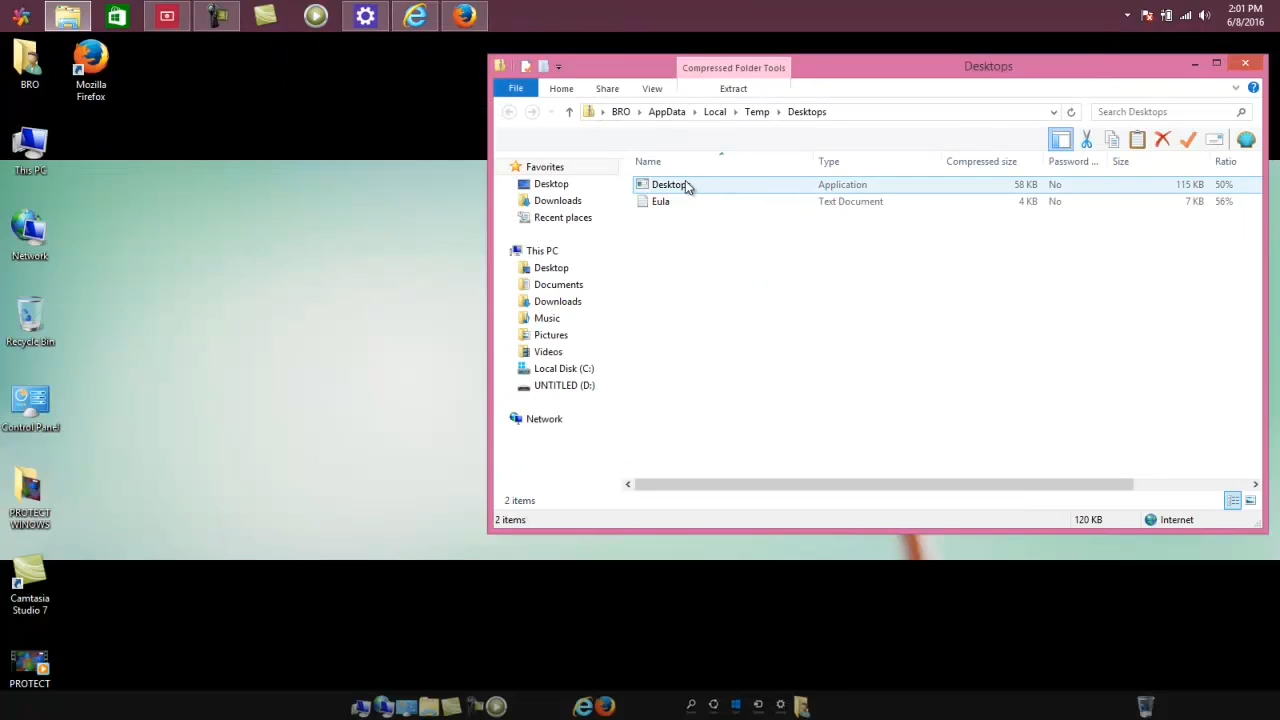 2:01 PM
6/8/2016
BRO
Mozilla
Firefox
This PC
Network
Recycle Bin
Control Panel
PROTECT
WINOWS
Camtasia
Studio 7
PROTECT
Compressed Folder Tools
Desktops
File
Home
Share
View
Extract
BRO
AppData
Local
Temp
Desktops
Search Desktops
Name
Type
Compressed size
Password ...
Size
Ratio
Desktops
Application
58 KB
No
115 KB
50%
Eula
Text Document
4 KB
No
7 KB
56%
Favorites
Desktop
Downloads
Recent places
This PC
Desktop
Documents
Downloads
Music
Pictures
Videos
Local Disk (C:)
UNTITLED (D:)
Network
2 items
2 items
120 KB
Internet